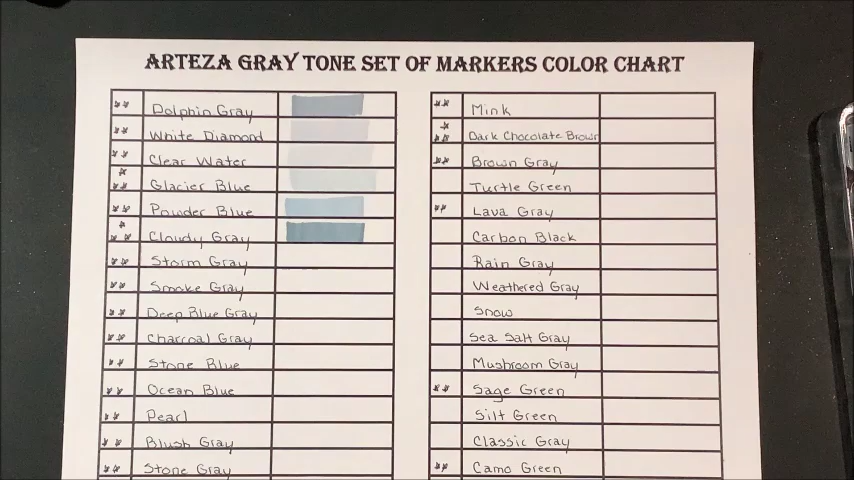 ARTEZA GRAY TONE SET OF MARKERS COLOR CHART
** Dolphin Gray
** White Diamond
** Clear Water
*** Glacier Blue
** Powder Blue
*** Cloudy Gray
** Storm Gray
** Smoke Gray
** Deep Blue Gray
** Charcoal Gray
** Stone Blue
** Ocean Blue
** Pearl
** Blush Gray
** Stone Gray
** Mink
*** Dark Chocolate Brown
** Brown Gray
Turtle Green
** Lava Gray
Carbon Black
Rain Gray
Weathered Gray
Snow
Sea Salt Gray
Mushroom Gray
** Sage Green
Silt Green
Classic Gray
** Camo Green